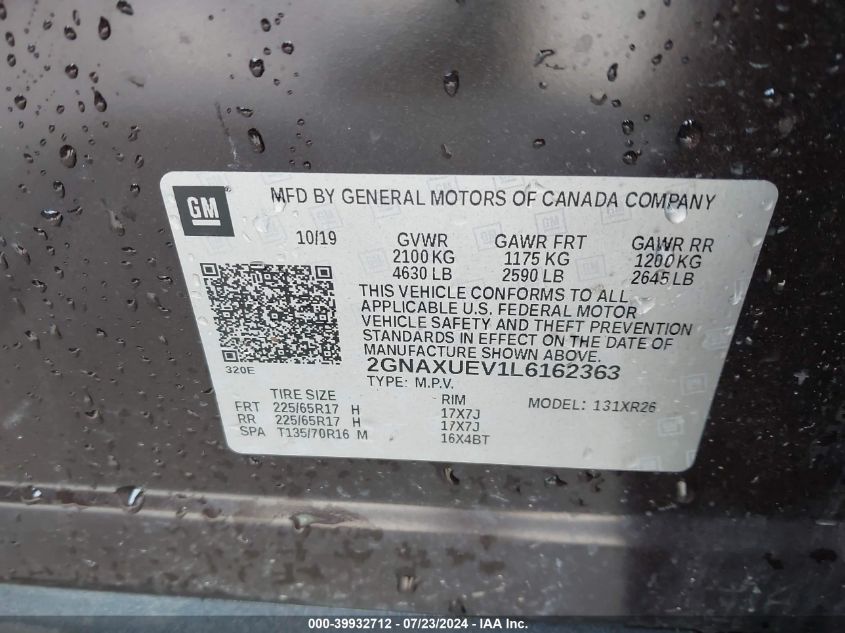 GM
MFD BY GENERAL MOTORS OF CANADA COMPANY
10/19 GVWR GAWR FRT GAWR RR
2100 KG 1175 KG 1200 KG
4630 LB 2590 LB 2645 LB
THIS VEHICLE CONFORMS TO ALL
APPLICABLE U.S. FEDERAL MOTOR
VEHICLE SAFETY AND THEFT PREVENTION
STANDARDS IN EFFECT ON THE DATE OF
MANUFACTURE SHOWN ABOVE.
320E
2GNAXUEV1L6162363
TYPE: M.P.V.
TIRE SIZE RIM MODEL: 131XR26
FRT 225/65R17 H 17X7J
RR 225/65R17 H 17X7J
SPA T135/70R16 M 16X4BT
000-39932712 - 07/23/2024 - IAA Inc.